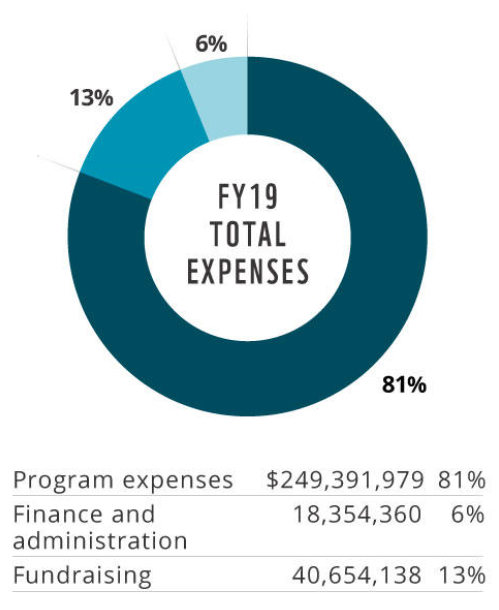 6%
13%
FY19
TOTAL
EXPENSES
81%
Program expenses $249,391,979 81%
Finance and 18,354,360 6%
administration
Fundraising 40,654,138 13%